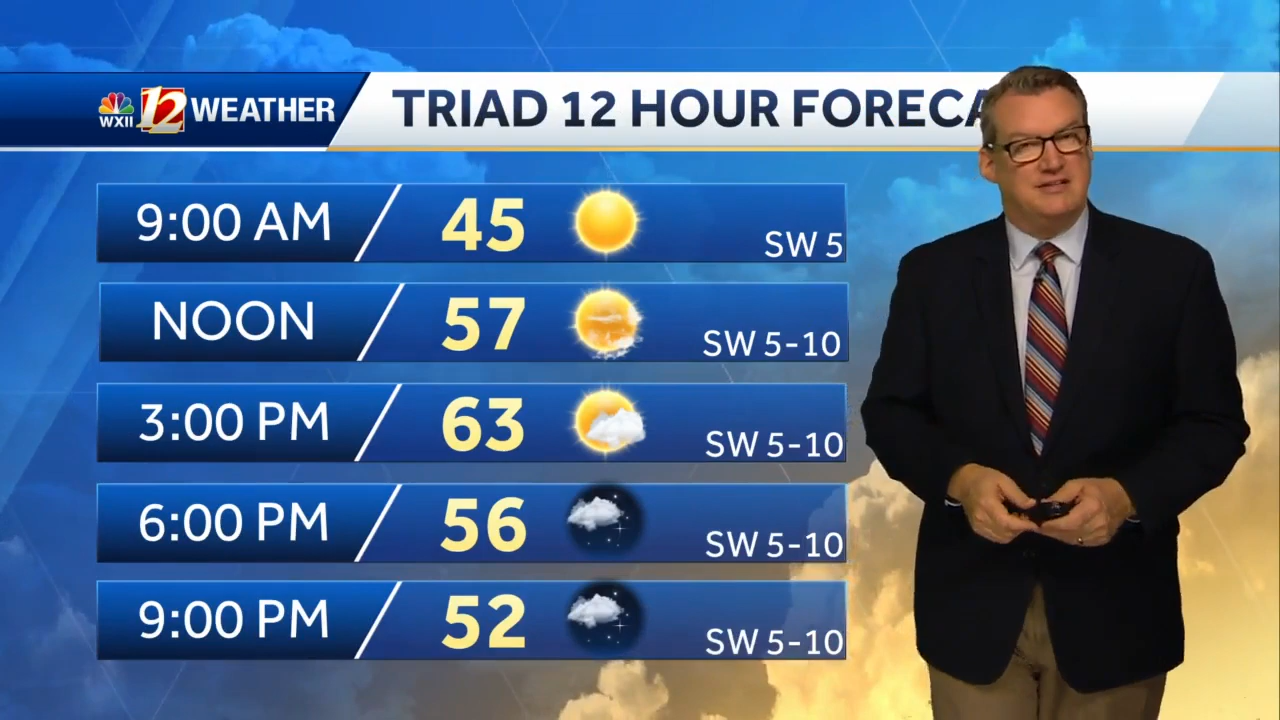 WXII 12 WEATHER
TRIAD 12 HOUR FORECA
9:00 AM 45 SW 5
NOON 57 SW 5-10
3:00 PM 63 SW 5-10
6:00 PM 56 SW 5-10
9:00 PM 52 SW 5-10